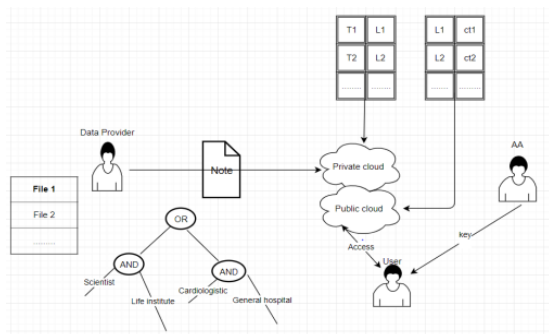 T1 L1
T2 L2
......... .........
L1 ct1
L2 ct2
......... .........
Data Provider
Note
Private cloud
Public cloud
AA
File 1
File 2
.........
OR
AND
AND
Scientist
Life institute
Cardiologistic
General hospital
Access
User
key